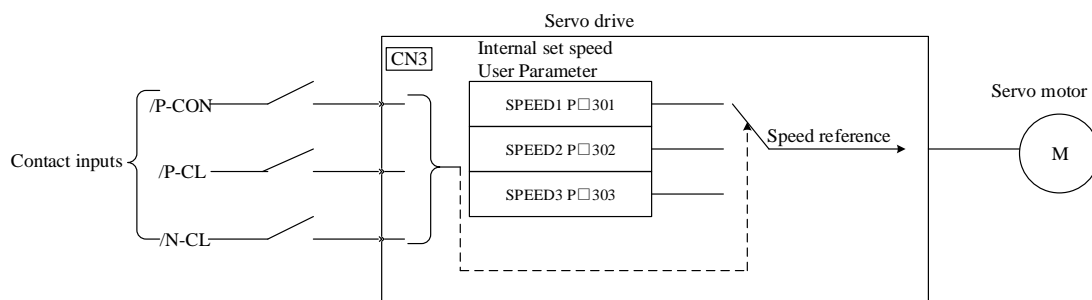 Servo drive
CN3
Internal set speed
User Parameter
/P-CON
SPEED1 P□301
Servo motor
Speed reference
Contact inputs
/P-CL
SPEED2 P□302
M
SPEED3 P□303
/N-CL